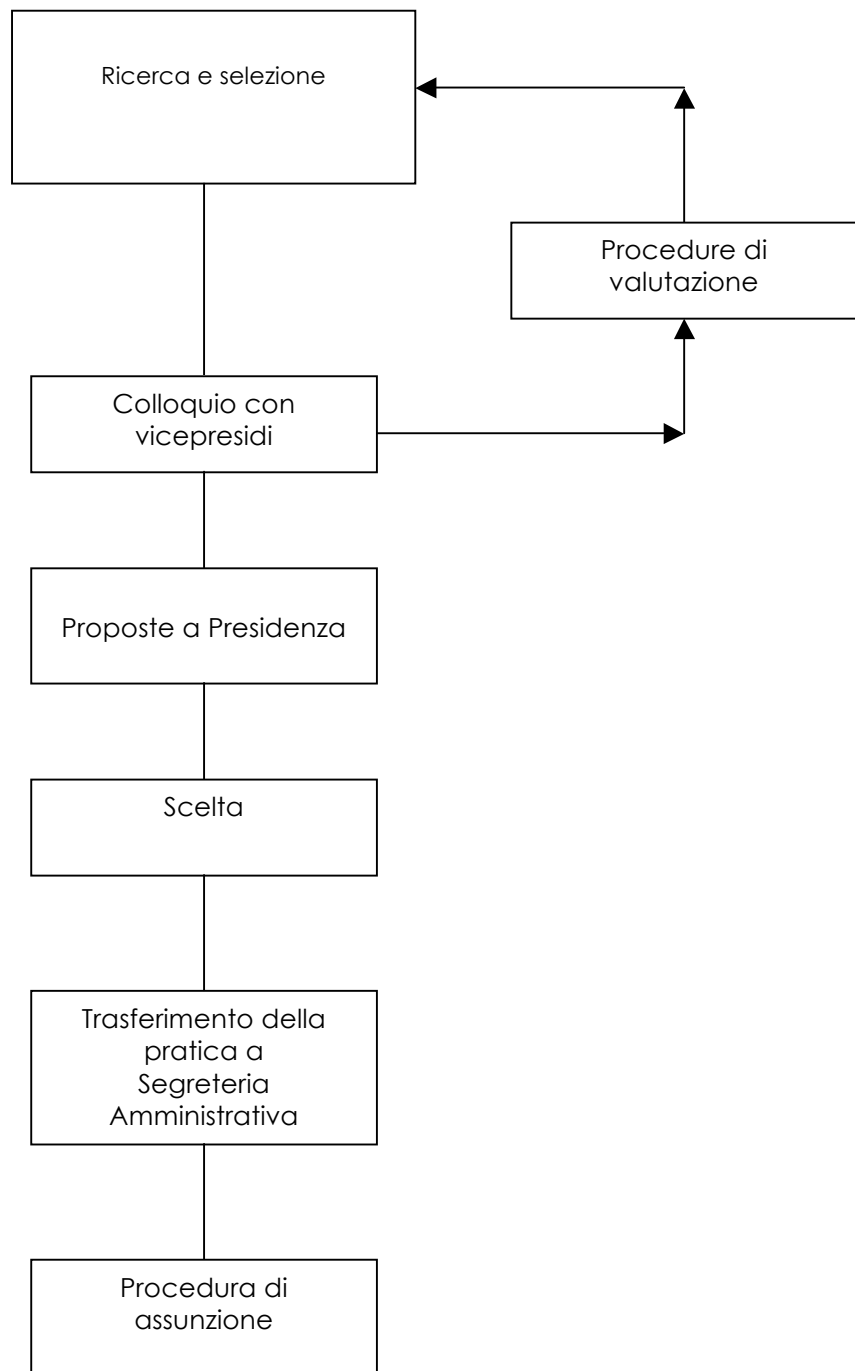 Ricerca e selezione
Procedure di
valutazione
Colloquio con
vicepresidi
Proposte a Presidenza
Scelta
Trasferimento della
pratica a
Segreteria
Amministrativa
Procedura di
assunzione